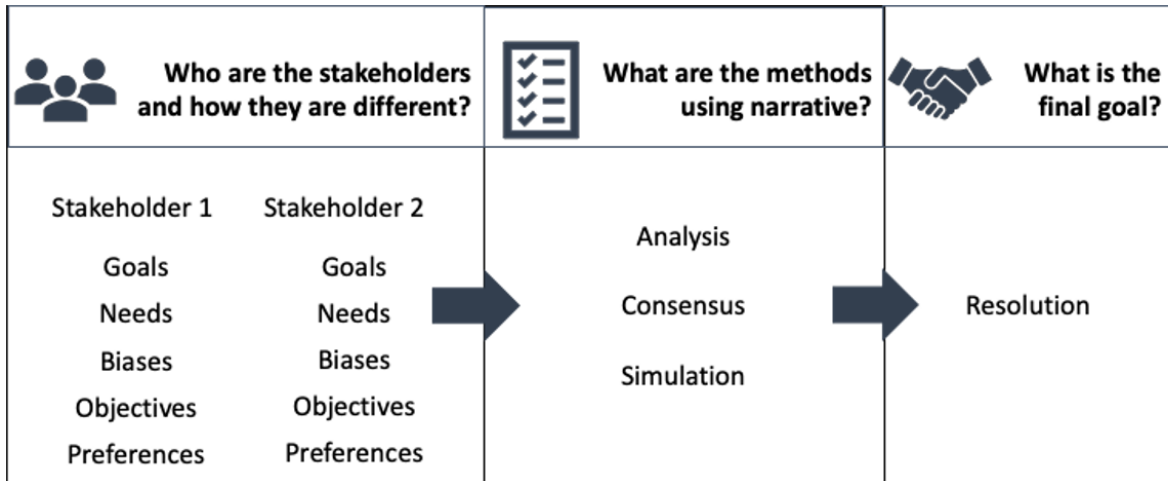 Who are the stakeholders
and how they are different?
What are the methods
using narrative?
What is the
final goal?
Stakeholder 1
Goals
Needs
Biases
Objectives
Preferences
Stakeholder 2
Goals
Needs
Biases
Objectives
Preferences
Analysis
Consensus
Simulation
Resolution